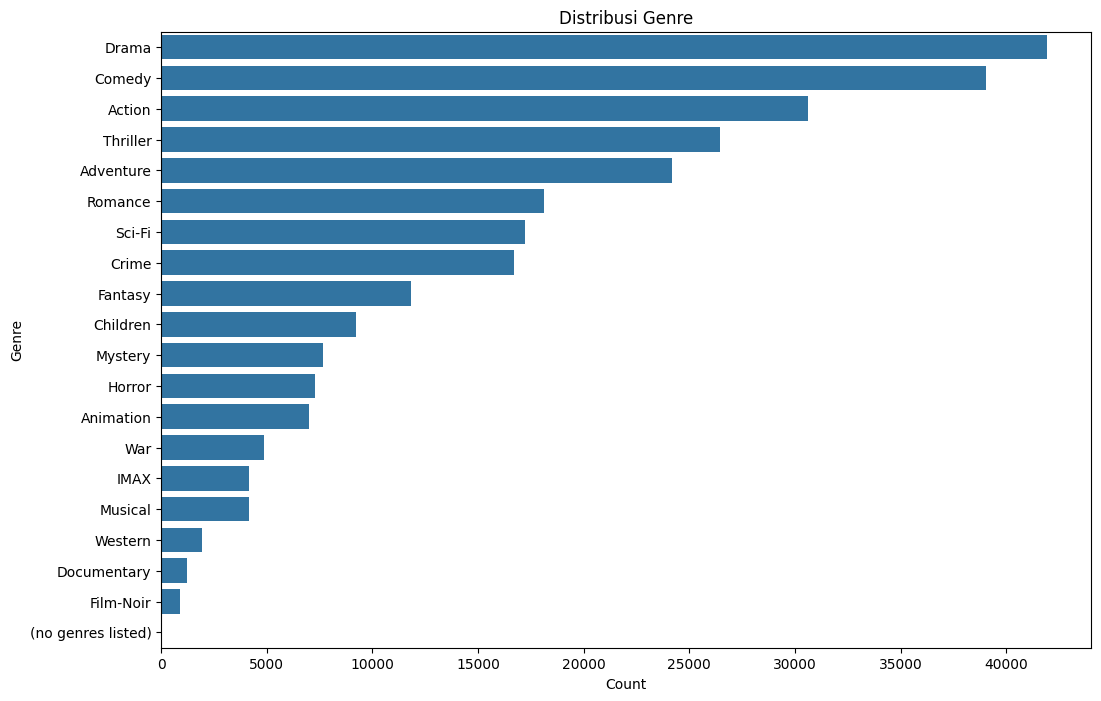 Distribusi Genre
Drama
Comedy
Action
Thriller
Adventure
Romance
Sci-Fi
Crime
Fantasy
Children
Mystery
Horror
Animation
War
IMAX
Musical
Western
Documentary
Film-Noir
(no genres listed)
Genre
0 5000 10000 15000 20000 25000 30000 35000 40000
Count